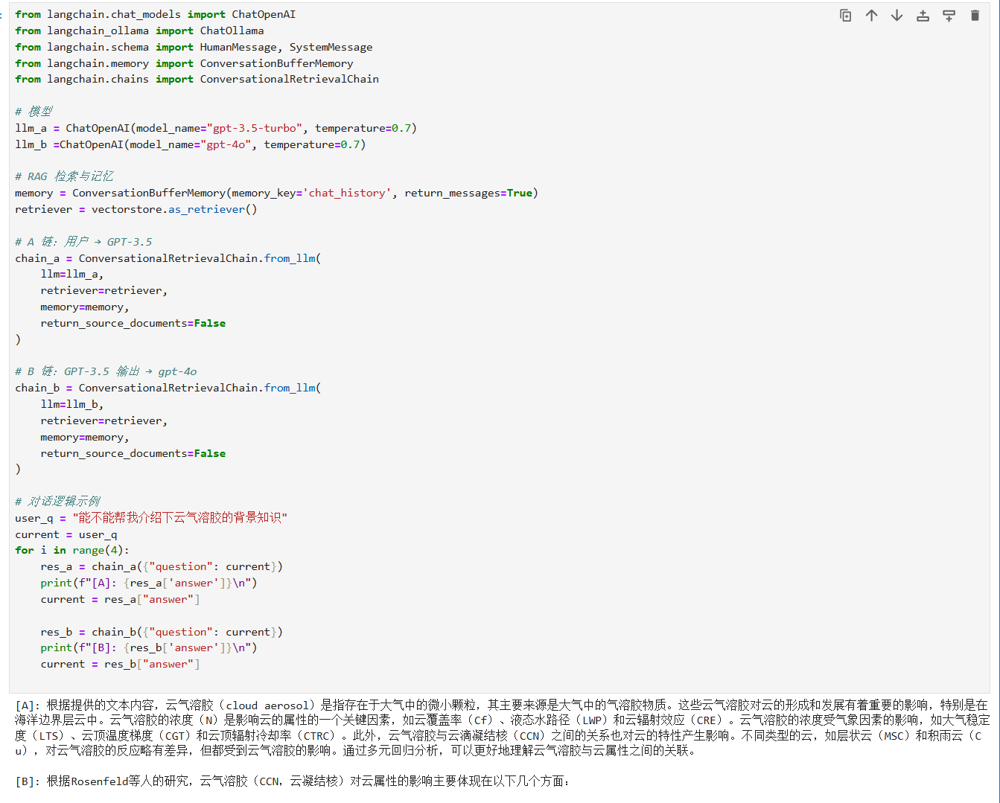 from langchain.chat_models import ChatOpenAI
from langchain_ollama import ChatOllama
from langchain.schema import HumanMessage, SystemMessage
from langchain.memory import ConversationBufferMemory
from langchain.chains import ConversationalRetrievalChain

# 模型
llm_a = ChatOpenAI(model_name="gpt-3.5-turbo", temperature=0.7)
llm_b =ChatOpenAI(model_name="gpt-4o", temperature=0.7)

# RAG 检索与记忆
memory = ConversationBufferMemory(memory_key='chat_history', return_messages=True)
retriever = vectorstore.as_retriever()

# A 链: 用户 → GPT-3.5
chain_a = ConversationalRetrievalChain.from_llm(
    llm=llm_a,
    retriever=retriever,
    memory=memory,
    return_source_documents=False
)

# B 链: GPT-3.5 输出 → gpt-4o
chain_b = ConversationalRetrievalChain.from_llm(
    llm=llm_b,
    retriever=retriever,
    memory=memory,
    return_source_documents=False
)

# 对话逻辑示例
user_q = "能不能帮我介绍下云气溶胶的背景知识"
current = user_q
for i in range(4):
    res_a = chain_a({"question": current})
    print(f"[A]: {res_a['answer']}\n")
    current = res_a["answer"]

    res_b = chain_b({"question": current})
    print(f"[B]: {res_b['answer']}\n")
    current = res_b["answer"]

[A]: 根据提供的文本内容，云气溶胶（cloud aerosol）是指存在于大气中的微小颗粒，其主要来源是大气中的气溶胶物质。这些云气溶胶对云的形成和发展有着重要的影响，特别是在
海洋边界层云中。云气溶胶的浓度（N）是影响云的属性的一个关键因素，如云覆盖率（Cf）、液态水路径（LWP）和云辐射效应（CRE）。云气溶胶的浓度受气象因素的影响，如大气稳定
度（LTS）、云顶温度梯度（CGT）和云顶辐射冷却率（CTRC）。此外，云气溶胶与云滴凝结核（CCN）之间的关系也对云的特性产生影响。不同类型的云，如层状云（MSC）和积雨云（C
u），对云气溶胶的反应略有差异，但都受到云气溶胶的影响。通过多元回归分析，可以更好地理解云气溶胶与云属性之间的关联。

[B]: 根据Rosenfeld等人的研究，云气溶胶（CCN，云凝结核）对云属性的影响主要体现在以下几个方面：